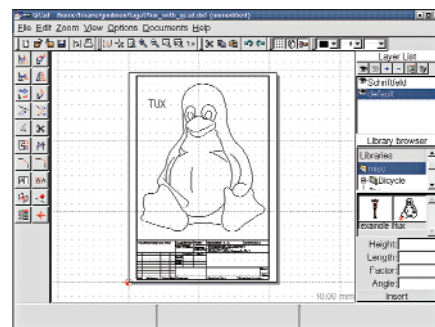 File Edit Zoom View Options Documents Help
Layer List
Schriftfeld
default
TUX
Library browser
Libraries
misc
Bicycle
example
Height:
Length:
Factor:
Angle:
Insert
10.00 mm